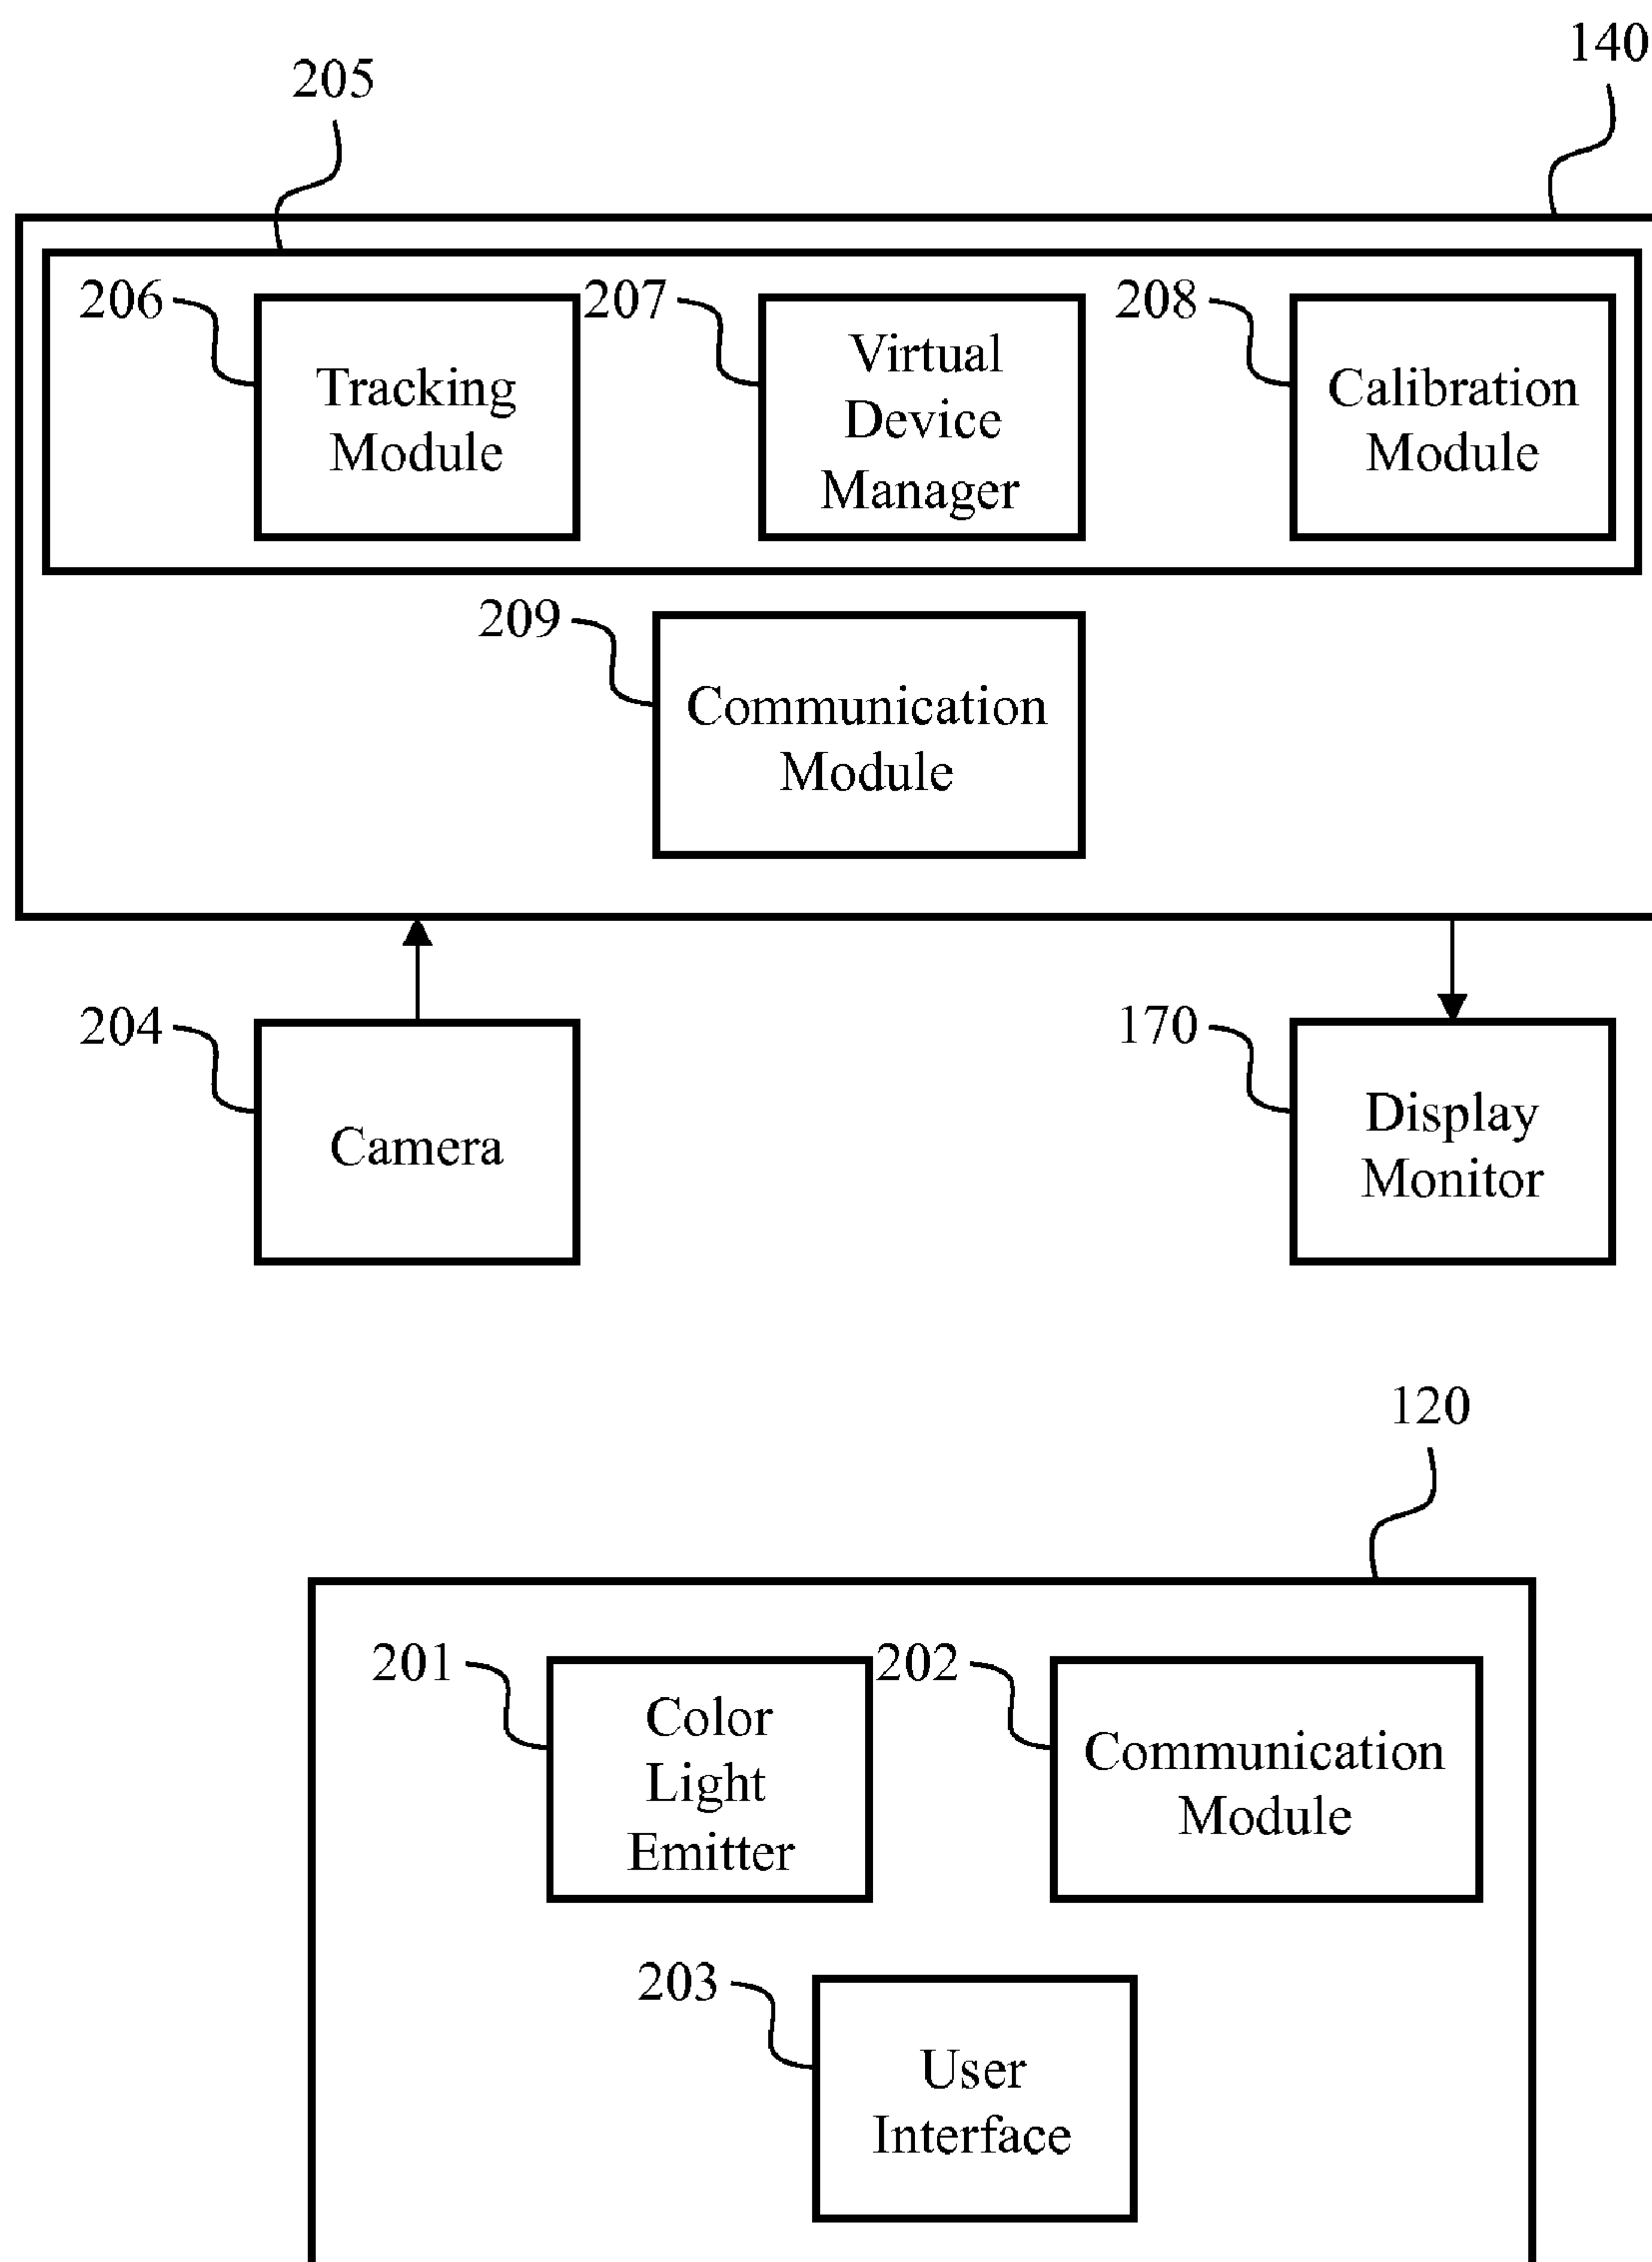 140
205
206
Tracking
Module
207
Virtual
Device
Manager
208
Calibration
Module
209
Communication
Module
204
Camera
170
Display
Monitor
120
201
Color
Light
Emitter
202
Communication
Module
203
User
Interface